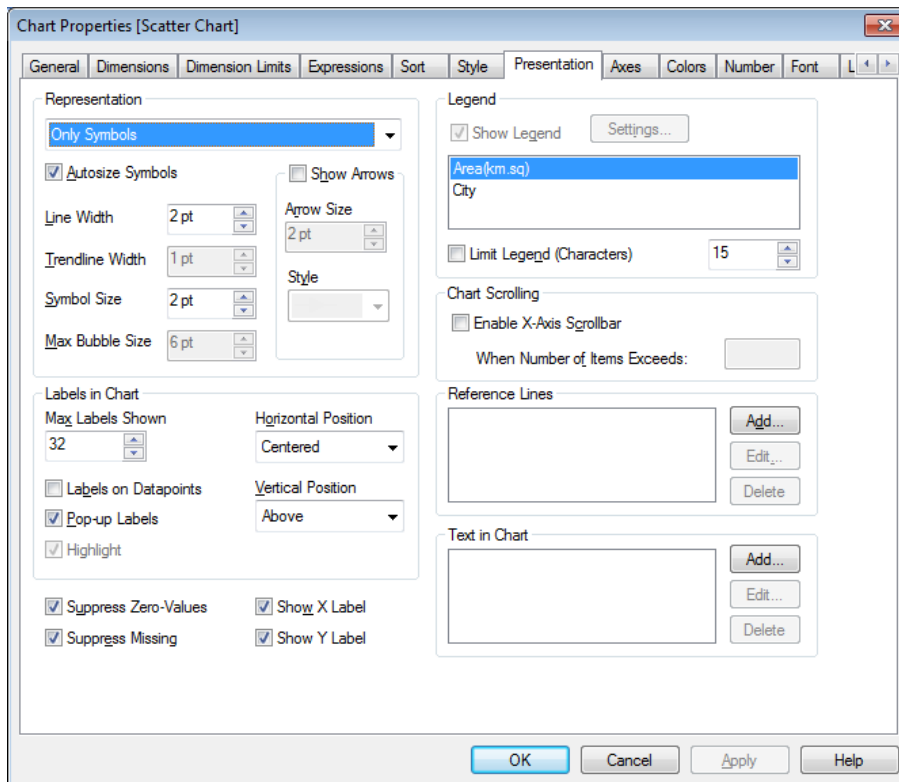 Chart Properties [Scatter Chart]
General Dimensions Dimension Limits Expressions Sort Style Presentation Axes Colors Number Font L
Representation
Only Symbols
Autosize Symbols
Show Arrows
Line Width 2 pt
Arrow Size
2 pt
Trendline Width 1 pt
Style
Symbol Size 2 pt
Max Bubble Size 6 pt
Labels in Chart
Max Labels Shown
32
Horizontal Position
Centered
Labels on Datapoints
Vertical Position
Pop-up Labels
Above
Highlight
Suppress Zero-Values
Show X Label
Suppress Missing
Show Y Label
Legend
Show Legend
Settings...
Area(km.sq)
City
Limit Legend (Characters) 15
Chart Scrolling
Enable X-Axis Scrollbar
When Number of Items Exceeds:
Reference Lines
Add...
Edit...
Delete
Text in Chart
Add...
Edit...
Delete
OK Cancel Apply Help